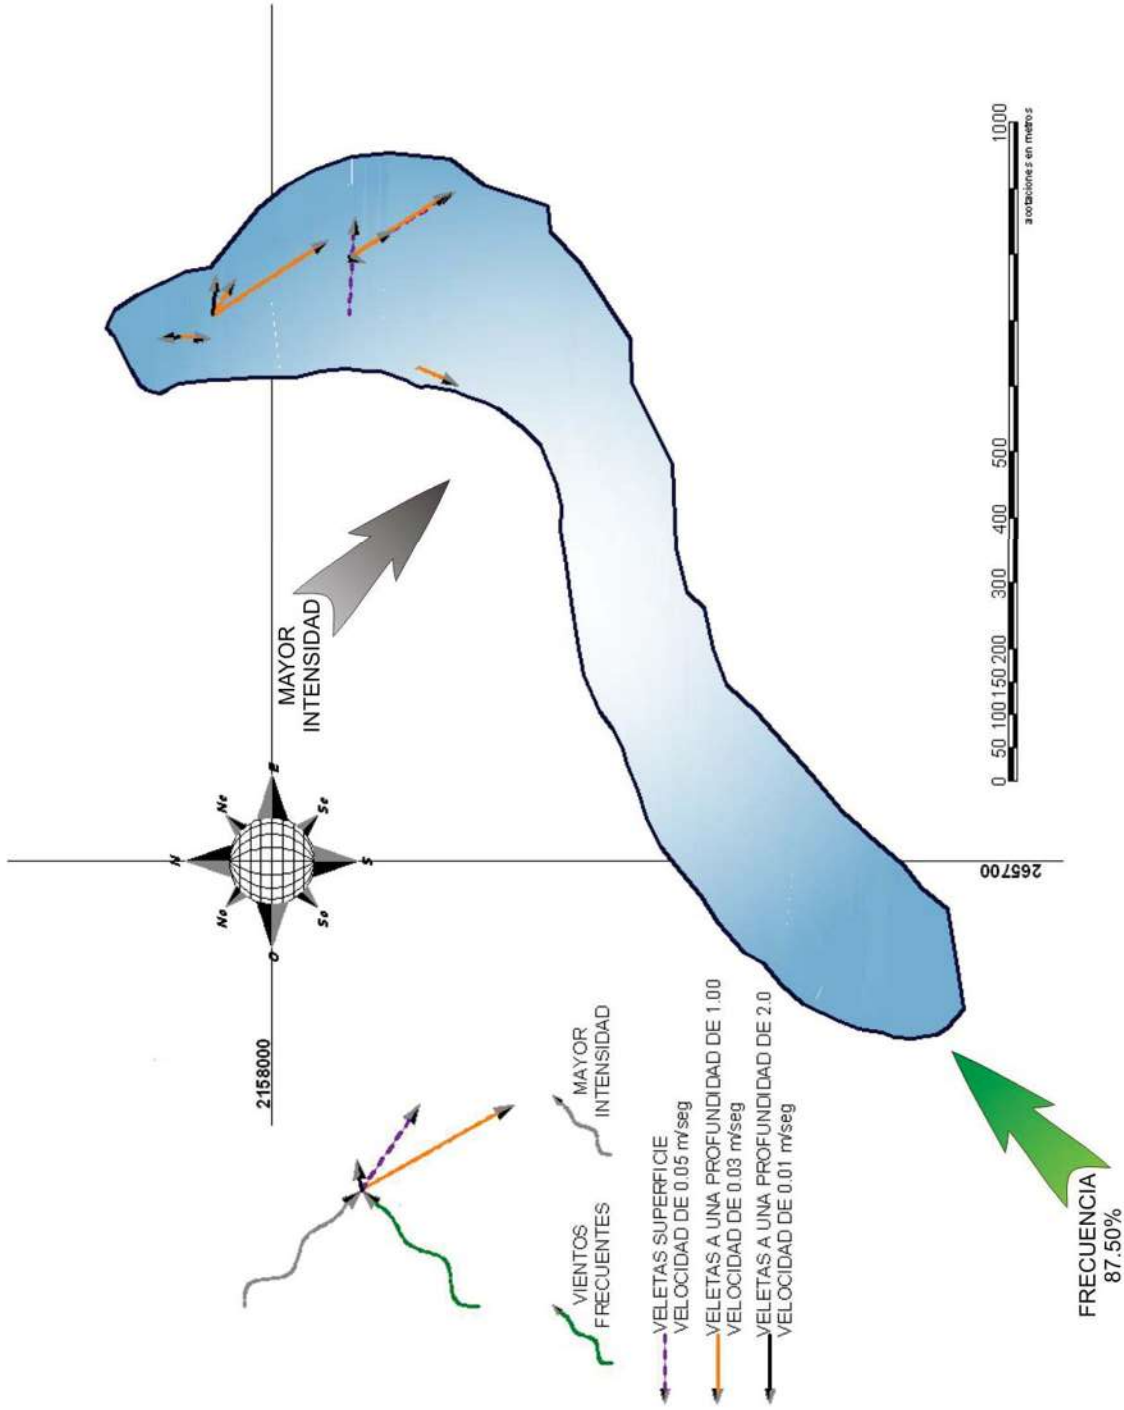 N
Ne
E
Se
S
So
O
No
2158000
265700
MAYOR
INTENSIDAD
FRECUENCIA
87.50%
VIENTOS
FRECUENTES
MAYOR
INTENSIDAD
VELETAS SUPERFICIE
VELOCIDAD DE 0.05 m/seg
VELETAS A UNA PROFUNDIDAD DE 1.00
VELOCIDAD DE 0.03 m/seg
VELETAS A UNA PROFUNDIDAD DE 2.0
VELOCIDAD DE 0.01 m/seg
0 50 100 150 200 300 400 500 1000
acotaciones en metros